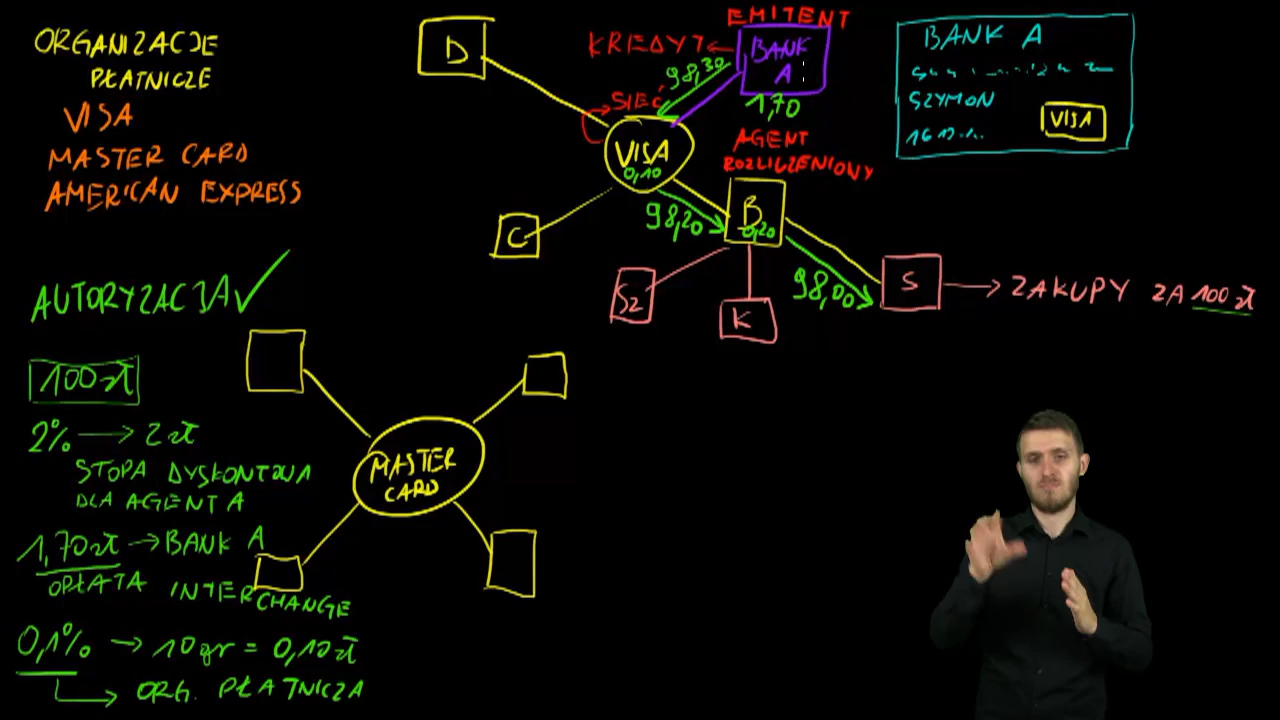 ORGANIZACJE
PŁATNICZE
VISA
MASTER CARD
AMERICAN EXPRESS
AUTORYZACJA
100 zł
2% → 2 zł
STOPA DYSKONTOWA
DLA AGENTA
1,70 zł → BANK A
OPŁATA INTERCHANGE
0,1% → 10 gr = 0,10 zł
ORG. PŁATNICZA
D
KREDYT
EMITENT
BANK
A
98,30
1,70
SIEĆ
VISA
0,10
AGENT
ROZLICZENIOWY
C
98,20
B
0,20
S2
K
98,00
S
ZAKUPY ZA 100 zł
MASTER
CARD
BANK A
SZYMON
VISA